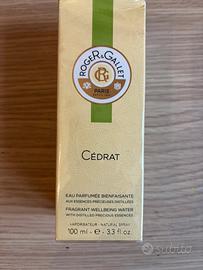 ROGER & GALLET
R&G
PARIS
CÉDRAT
EAU PARFUMÉE BIENFAISANTE
AUX ESSENCES PRÉCIEUSES DISTILLÉES
FRAGRANT WELLBEING WATER
WITH DISTILLED PRECIOUS ESSENCES
VAPORISATEUR - NATURAL SPRAY
100 ml - ℮ - 3.3 fl. oz.
subito